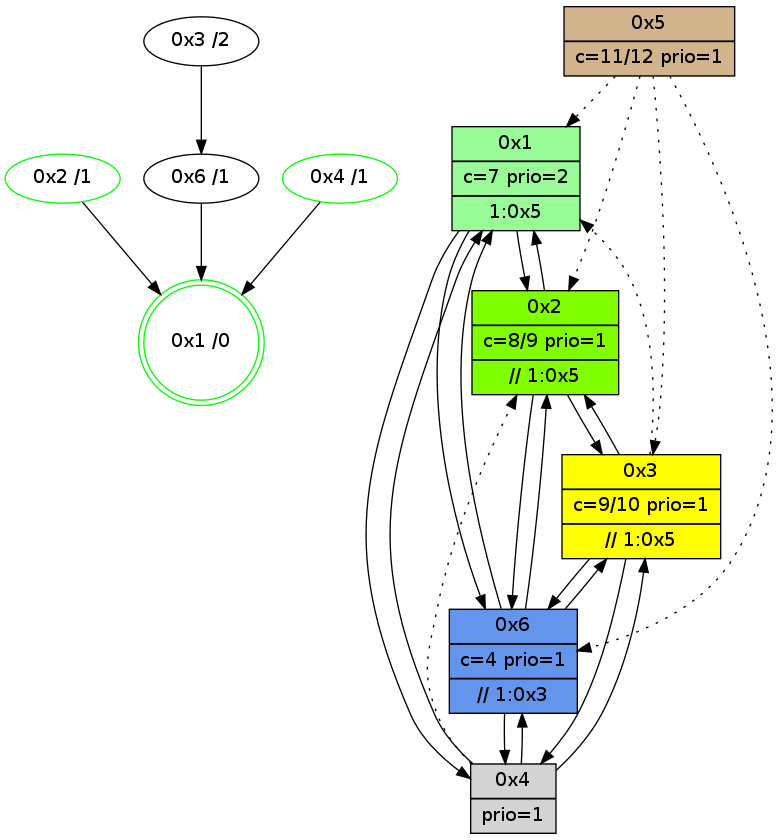 0x3 /2
0x2 /1
0x6 /1
0x4 /1
0x1 /0
0x5
c=11/12 prio=1
0x1
c=7 prio=2
1:0x5
0x2
c=8/9 prio=1
// 1:0x5
0x3
c=9/10 prio=1
// 1:0x5
0x6
c=4 prio=1
// 1:0x3
0x4
prio=1